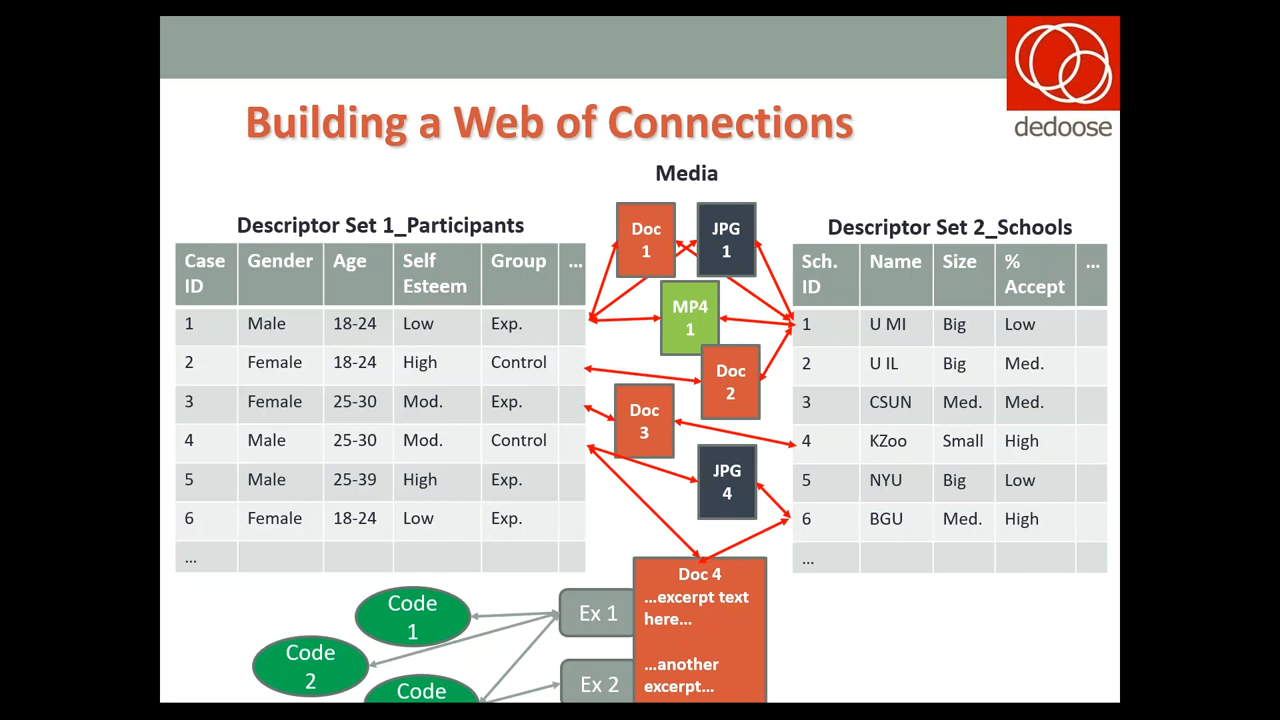 dedoose
Building a Web of Connections
Media
Descriptor Set 1_Participants
Case ID Gender Age Self Esteem Group ...
1 Male 18-24 Low Exp.
2 Female 18-24 High Control
3 Female 25-30 Mod. Exp.
4 Male 25-30 Mod. Control
5 Male 25-39 High Exp.
6 Female 18-24 Low Exp.
...
Doc
1
JPG
1
MP4
1
Doc
2
Doc
3
JPG
4
Descriptor Set 2_Schools
Sch. ID Name Size % Accept ...
1 U MI Big Low
2 U IL Big Med.
3 CSUN Med. Med.
4 KZoo Small High
5 NYU Big Low
6 BGU Med. High
...
Doc 4
...excerpt text
here...
...another
excerpt...
Ex 1
Ex 2
Code
1
Code
2
Code